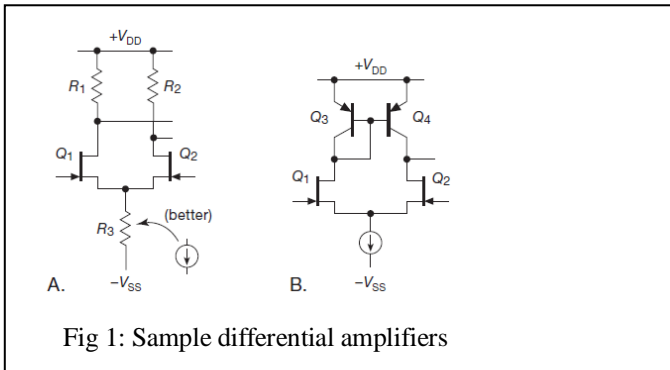 +VDD
R1
R2
Q1
Q2
(better)
R3
A.
-VSS
+VDD
Q3
Q4
Q1
Q2
B.
-VSS
Fig 1: Sample differential amplifiers